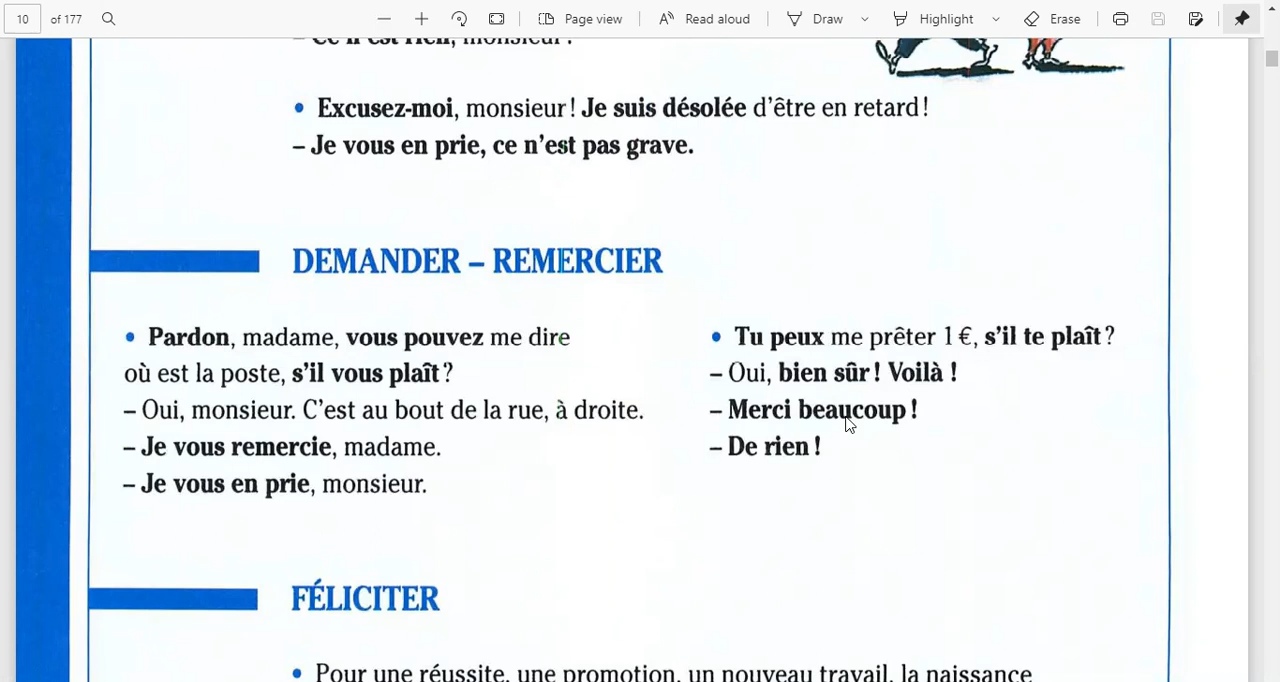 10 of 177 Page view Read aloud Draw Highlight Erase
– Ce n'est rien, monsieur !
• Excusez-moi, monsieur ! Je suis désolée d'être en retard !
– Je vous en prie, ce n'est pas grave.
DEMANDER – REMERCIER
• Pardon, madame, vous pouvez me dire
où est la poste, s'il vous plaît ?
– Oui, monsieur. C'est au bout de la rue, à droite.
– Je vous remercie, madame.
– Je vous en prie, monsieur.
• Tu peux me prêter 1 €, s'il te plaît ?
– Oui, bien sûr ! Voilà !
– Merci beaucoup !
– De rien !
FÉLICITER
• Pour une réussite, une promotion, un nouveau travail, la naissance